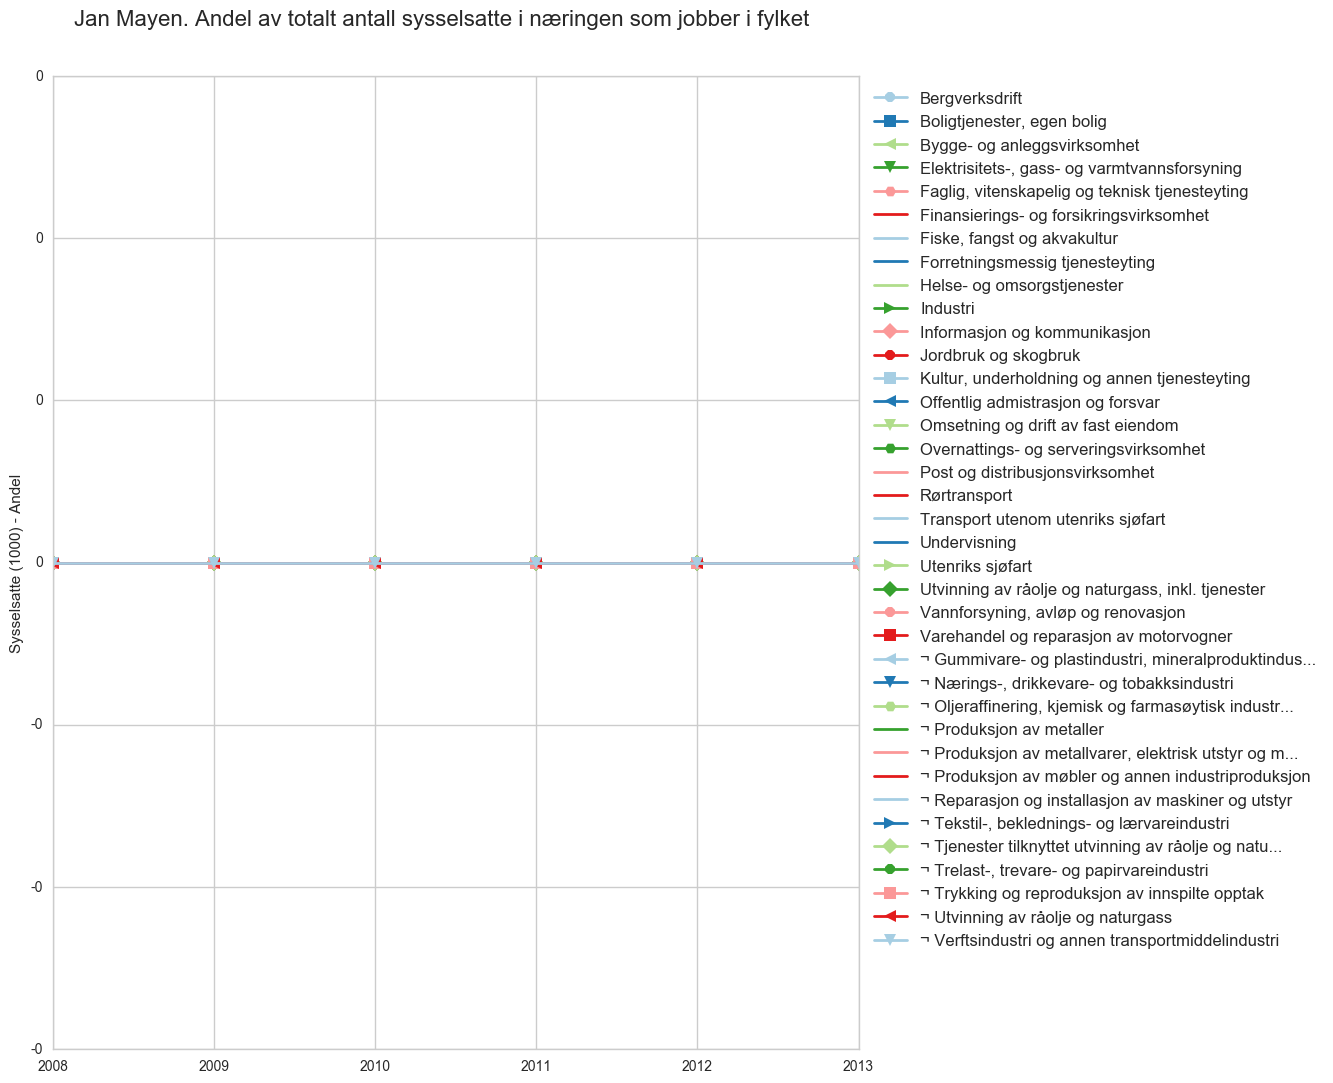 Jan Mayen. Andel av totalt antall sysselsatte i næringen som jobber i fylket
0
0
0
0
-0
-0
-0
Sysselsatte (1000) - Andel
2008 2009 2010 2011 2012 2013
Bergverksdrift
Boligtjenester, egen bolig
Bygge- og anleggsvirksomhet
Elektrisitets-, gass- og varmtvannsforsyning
Faglig, vitenskapelig og teknisk tjenesteyting
Finansierings- og forsikringsvirksomhet
Fiske, fangst og akvakultur
Forretningsmessig tjenesteyting
Helse- og omsorgstjenester
Industri
Informasjon og kommunikasjon
Jordbruk og skogbruk
Kultur, underholdning og annen tjenesteyting
Offentlig admistrasjon og forsvar
Omsetning og drift av fast eiendom
Overnattings- og serveringsvirksomhet
Post og distribusjonsvirksomhet
Rørtransport
Transport utenom utenriks sjøfart
Undervisning
Utenriks sjøfart
Utvinning av råolje og naturgass, inkl. tjenester
Vannforsyning, avløp og renovasjon
Varehandel og reparasjon av motorvogner
¬ Gummivare- og plastindustri, mineralproduktindus...
¬ Nærings-, drikkevare- og tobakksindustri
¬ Oljeraffinering, kjemisk og farmasøytisk industr...
¬ Produksjon av metaller
¬ Produksjon av metallvarer, elektrisk utstyr og m...
¬ Produksjon av møbler og annen industriproduksjon
¬ Reparasjon og installasjon av maskiner og utstyr
¬ Tekstil-, beklednings- og lærvareindustri
¬ Tjenester tilknyttet utvinning av råolje og natu...
¬ Trelast-, trevare- og papirvareindustri
¬ Trykking og reproduksjon av innspilte opptak
¬ Utvinning av råolje og naturgass
¬ Verftsindustri og annen transportmiddelindustri